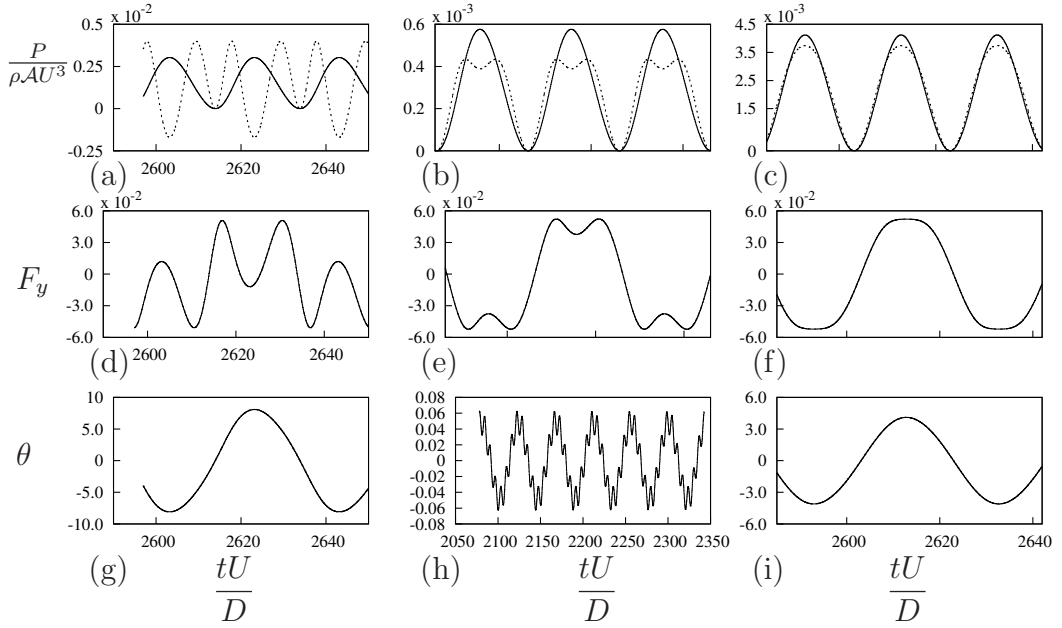 x 10⁻² x 10⁻³ x 10⁻³
P/ρ𝒜U³
0.5 0.25 0 -0.25
0.6 0.4 0.2 0
4.5 3.5 1.5 0
2600 2620 2640
(a) (b) (c)
x 10⁻² x 10⁻²
F_y
6.0 3.0 0 -3.0 -6.0
6.0 3.0 0 -3.0 -6.0
6.0 3.0 0 -3.0 -6.0
2600 2620 2640
(d) (e) (f)
θ
10 5.0 0 -5.0 -10.0
0.08 0.06 0.04 0.02 0 -0.02 -0.04 -0.06 -0.08
6.0 3.0 0 -3.0 -6.0
2600 2620 2640
2050 2100 2150 2200 2250 2300 2350
2600 2620 2640
(g) (h) (i)
tU/D tU/D tU/D